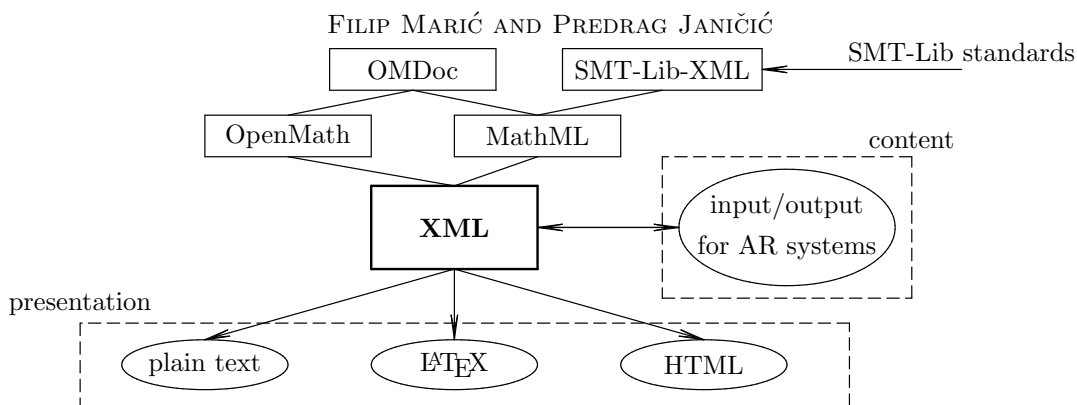 FILIP MARIĆ AND PREDRAG JANIČIĆ
SMT-Lib standards
OMDoc
SMT-Lib-XML
OpenMath
MathML
content
XML
input/output
for AR systems
presentation
plain text
LATEX
HTML